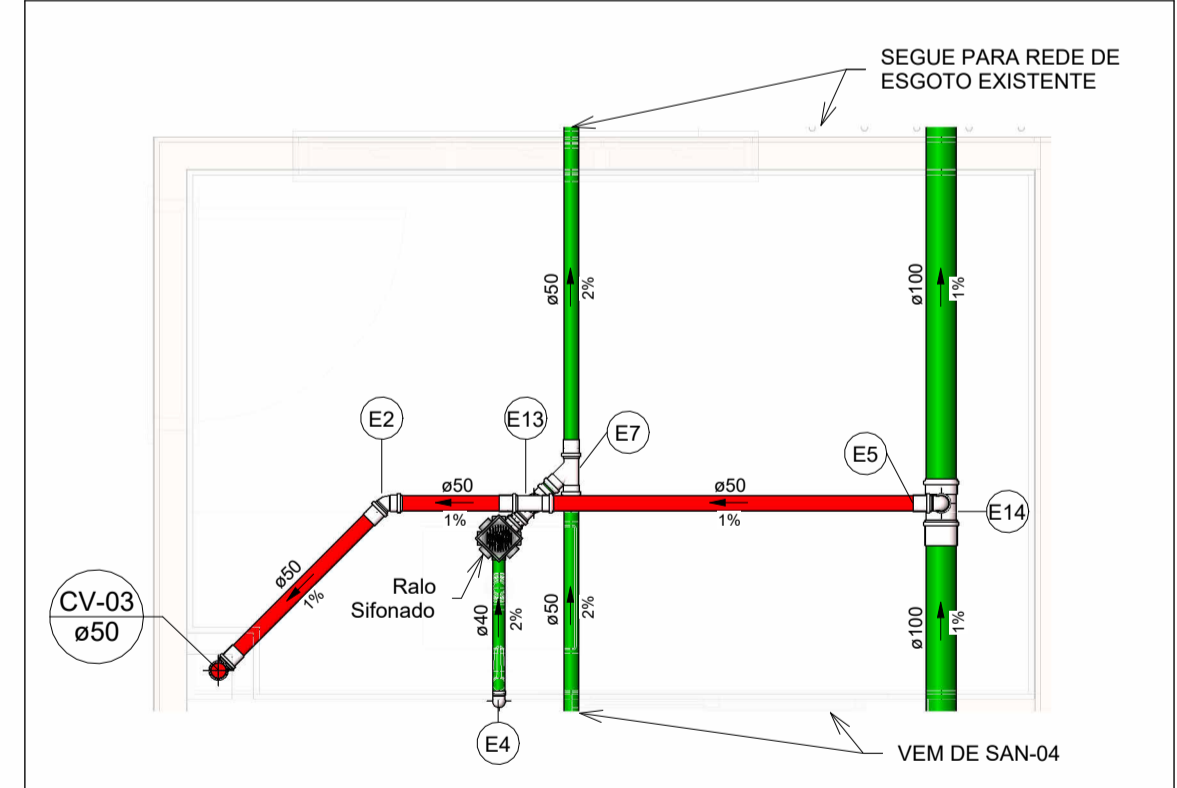 SEGUE PARA REDE DE
ESGOTO EXISTENTE
ø50
2%
ø100
1%
E2
E13
E7
E5
E14
ø50
1%
ø50
1%
ø50
1%
CV-03
ø50
Ralo
Sifonado
ø40
2%
ø50
2%
ø100
1%
E4
VEM DE SAN-04